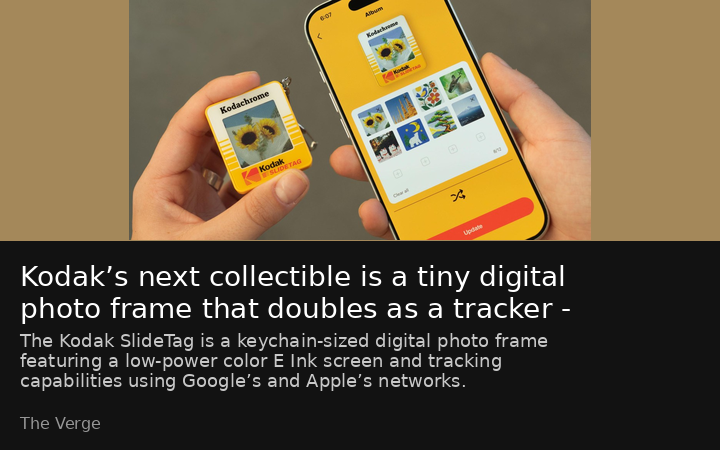 6:07
Album
Kodachrome
Kodak
Kodachrome
Kodak
SLIDETAG
Clear all
8/12
Update
Kodak’s next collectible is a tiny digital
photo frame that doubles as a tracker -
The Kodak SlideTag is a keychain-sized digital photo frame
featuring a low-power color E Ink screen and tracking
capabilities using Google’s and Apple’s networks.
The Verge